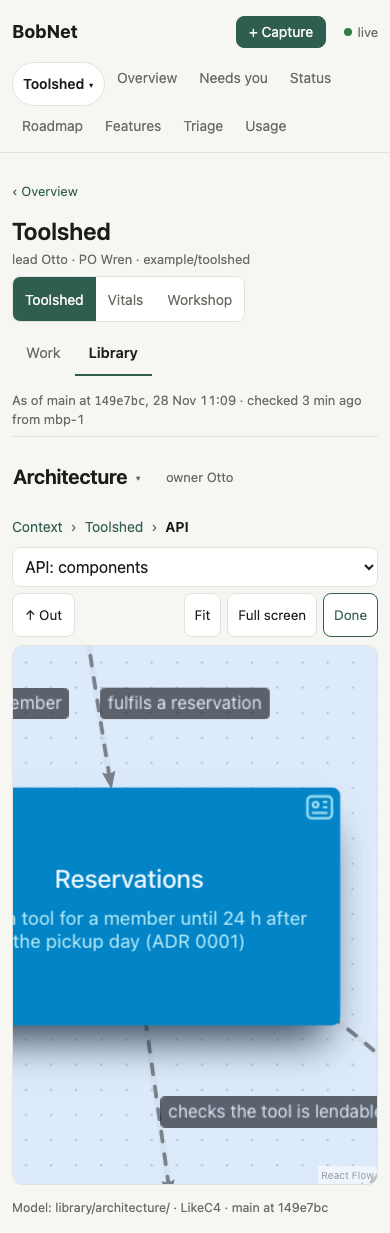 BobNet
+ Capture
live
Toolshed ▾
Overview
Needs you
Status
Roadmap
Features
Triage
Usage
‹ Overview
Toolshed
lead Otto · PO Wren · example/toolshed
Toolshed
Vitals
Workshop
Work
Library
As of main at 149e7bc, 28 Nov 11:09 · checked 3 min ago
from mbp-1
Architecture ▾
owner Otto
Context › Toolshed › API
API: components
↑ Out
Fit
Full screen
Done
ember
fulfils a reservation
Reservations
a tool for a member until 24 h after
the pickup day (ADR 0001)
checks the tool is lendable
React Flow
Model: library/architecture/ · LikeC4 · main at 149e7bc